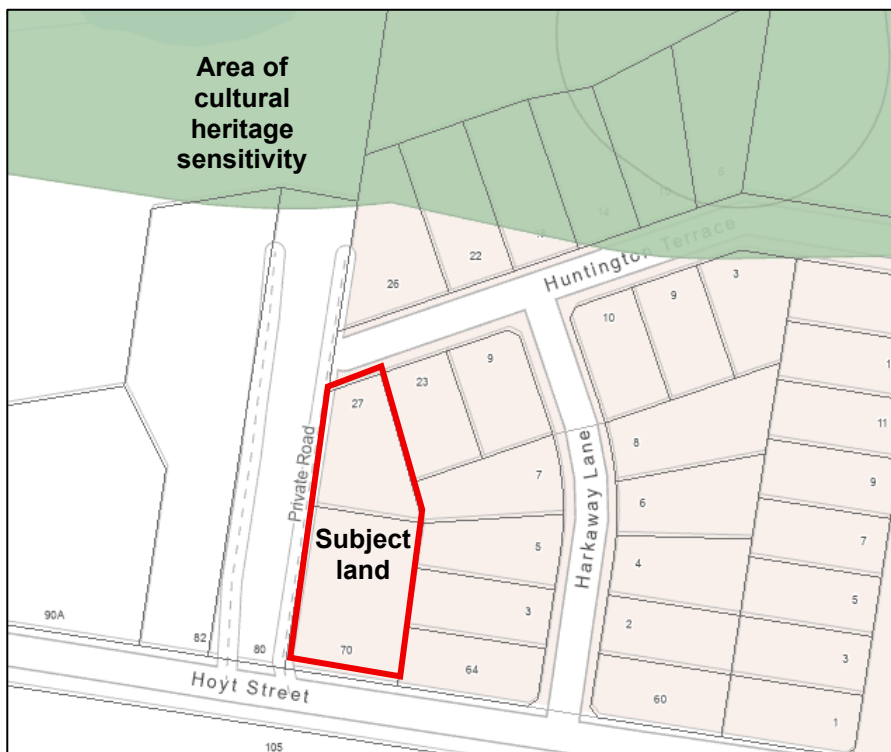 Area of
cultural
heritage
sensitivity
6
14
22
26
Huntington Terrace
3
9
10
9
23
27
Private Road
7
8
11
9
6
Harkaway Lane
Subject
land
5
7
4
5
3
2
3
90A
82
80
70
64
60
1
Hoyt Street
105